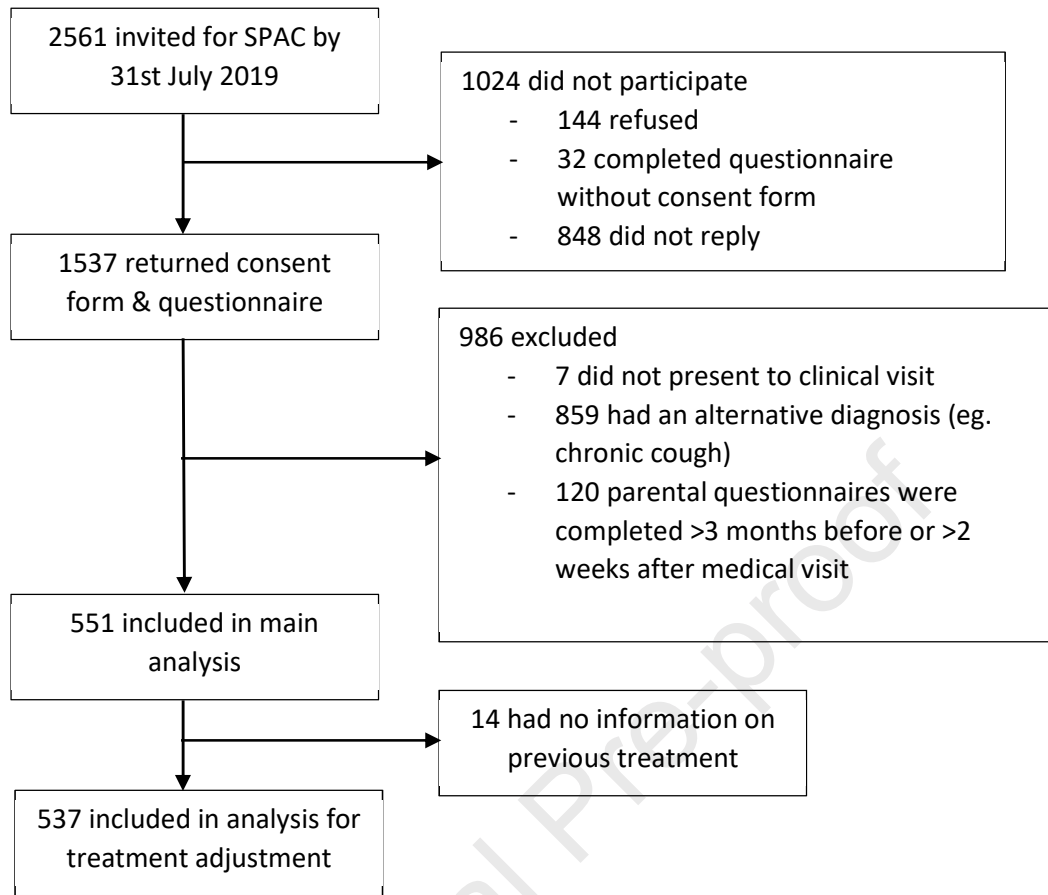 2561 invited for SPAC by
31st July 2019
1024 did not participate
- 144 refused
- 32 completed questionnaire
without consent form
- 848 did not reply
1537 returned consent
form & questionnaire
986 excluded
- 7 did not present to clinical visit
- 859 had an alternative diagnosis (eg.
chronic cough)
- 120 parental questionnaires were
completed >3 months before or >2
weeks after medical visit
551 included in main
analysis
14 had no information on
previous treatment
537 included in analysis for
treatment adjustment
al Pre-proof